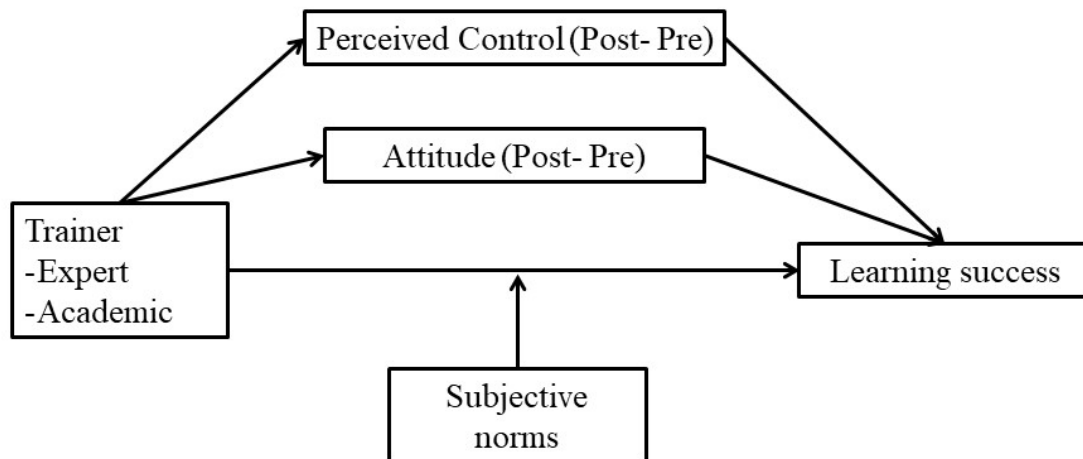 Perceived Control (Post- Pre)
Attitude (Post- Pre)
Trainer
-Expert
-Academic
Learning success
Subjective
norms